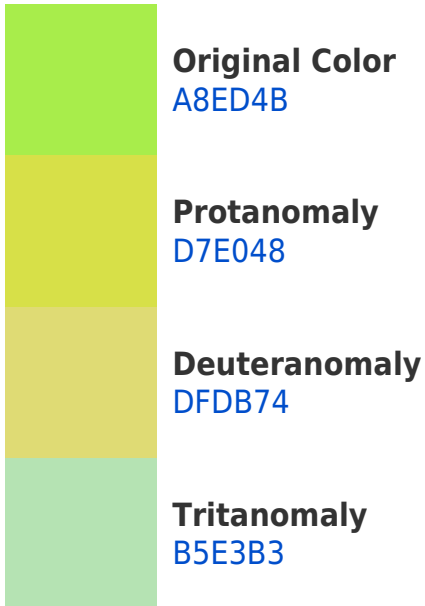 Original Color
A8ED4B
Protanomaly
D7E048
Deuteranomaly
DFDB74
Tritanomaly
B5E3B3